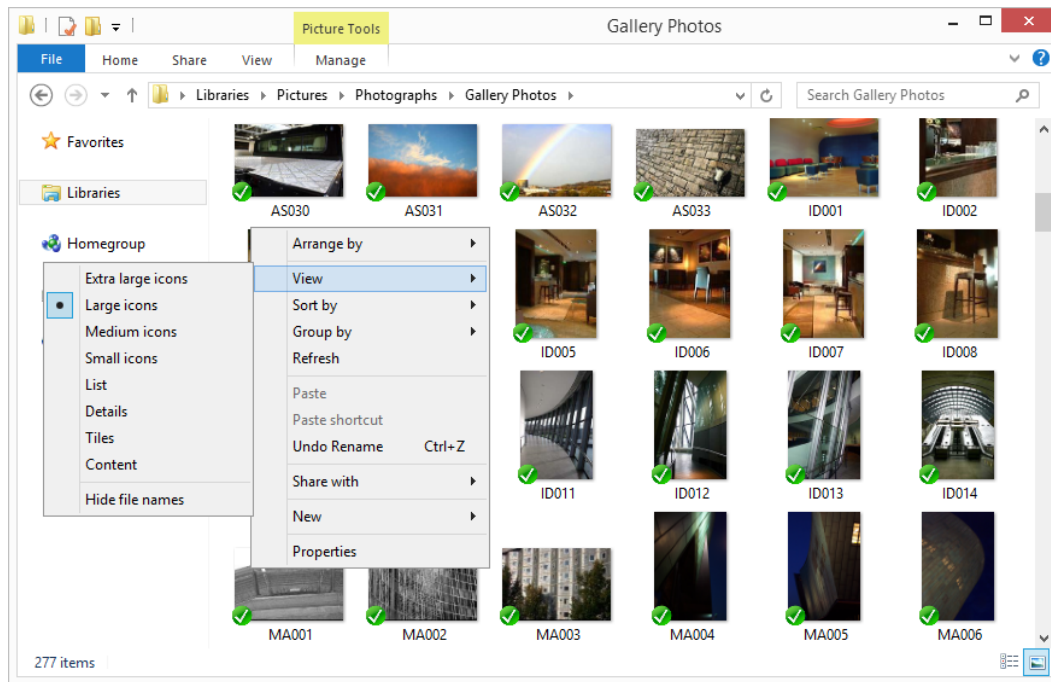 Picture Tools
Gallery Photos
File Home Share View Manage
Libraries Pictures Photographs Gallery Photos
Search Gallery Photos
Favorites
Libraries
Homegroup
AS030 AS031 AS032 AS033 ID001 ID002
Arrange by
View
Sort by
Group by
Refresh
Paste
Paste shortcut
Undo Rename Ctrl+Z
Share with
New
Properties
Extra large icons
Large icons
Medium icons
Small icons
List
Details
Tiles
Content
Hide file names
ID005 ID006 ID007 ID008
ID011 ID012 ID013 ID014
MA001 MA002 MA003 MA004 MA005 MA006
277 items